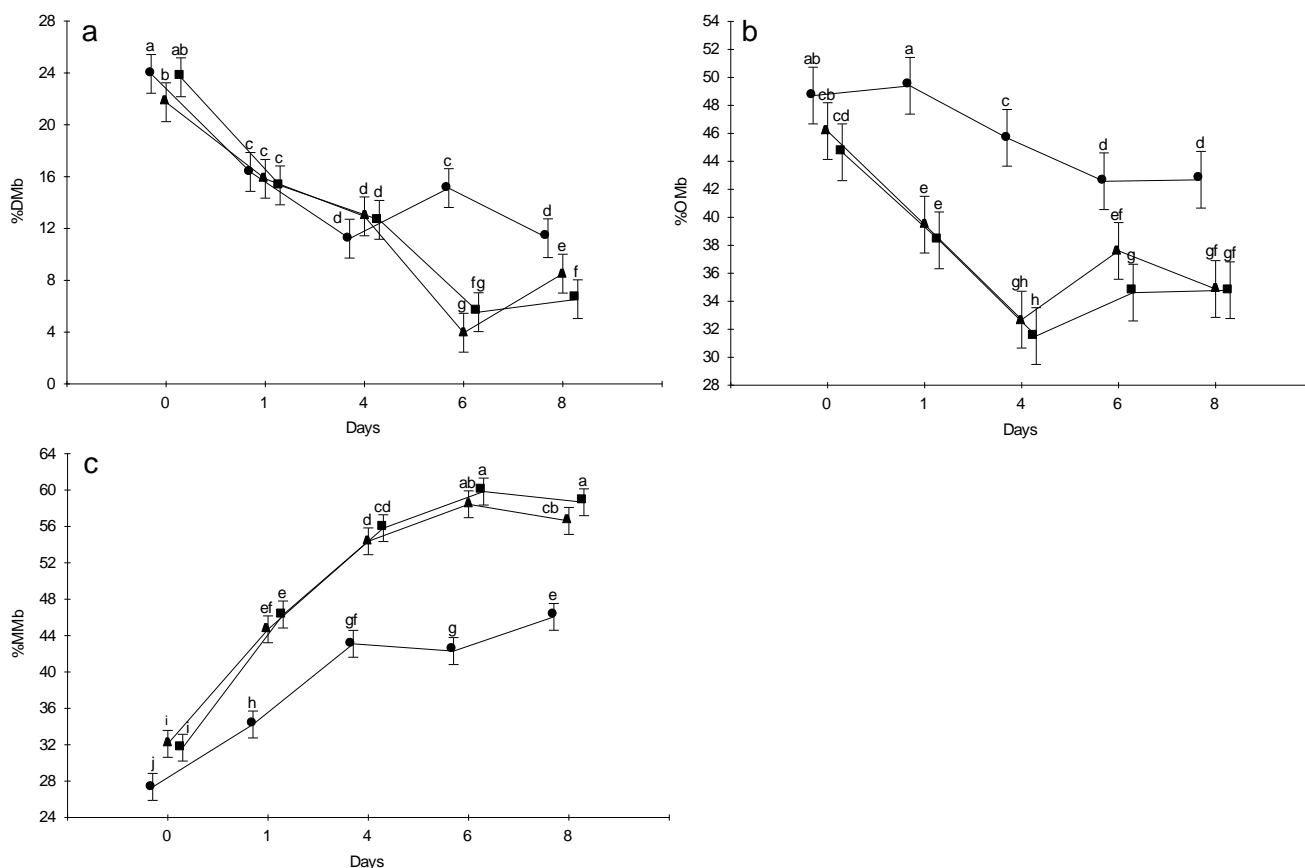 a
%DMb
28
24
20
16
12
8
4
0
a
ab
b
c
c
c
d
d
d
c
fg
g
d
e
f
0
1
4
6
8
Days
b
%OMb
54
52
50
48
46
44
42
40
38
36
34
32
30
28
ab
cb
cd
a
e
e
c
gh
h
d
ef
g
d
gf
gf
0
1
4
6
8
Days
c
%MMb
64
60
56
52
48
44
40
36
32
28
24
j
i
i
h
ef
e
gf
d
cd
g
ab
a
e
cb
a
0
1
4
6
8
Days